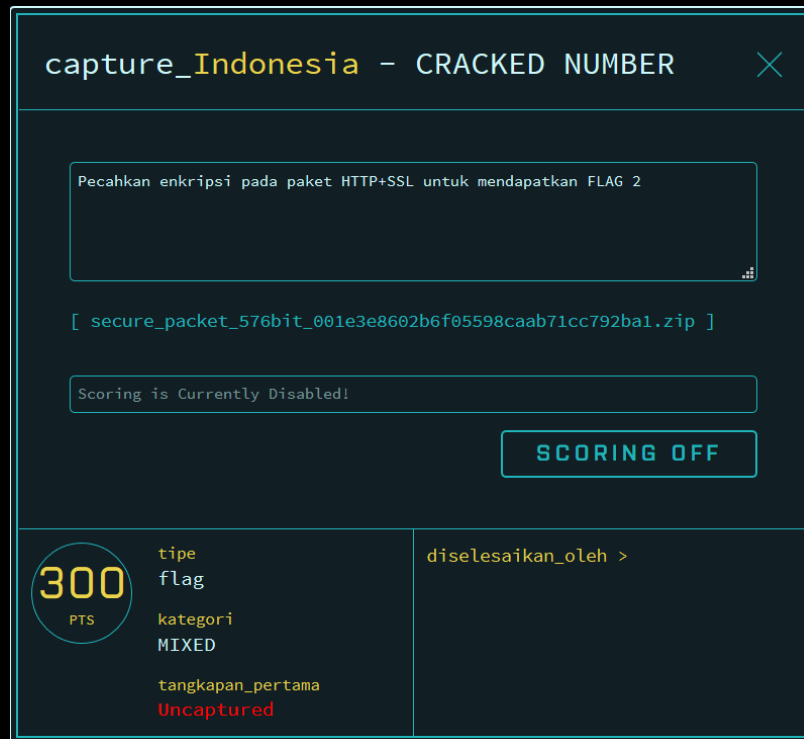 capture_Indonesia - CRACKED NUMBER
Pecahkan enkripsi pada paket HTTP+SSL untuk mendapatkan FLAG 2
[ secure_packet_576bit_001e3e8602b6f05598caab71cc792ba1.zip ]
Scoring is Currently Disabled!
SCORING OFF
300
PTS
tipe
flag
kategori
MIXED
tangkapan_pertama
Uncaptured
diselesaikan_oleh >